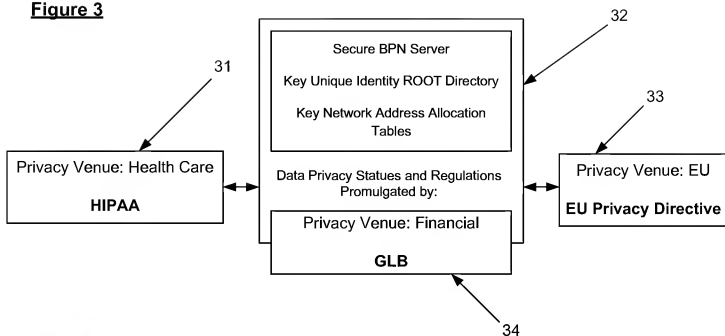 Figure 3
32
Secure BPN Server
31
Key Unique Identity ROOT Directory
33
Key Network Address Allocation
Tables
Privacy Venue: Health Care
HIPAA
Data Privacy Statues and Regulations
Promulgated by:
Privacy Venue: EU
EU Privacy Directive
Privacy Venue: Financial
GLB
34